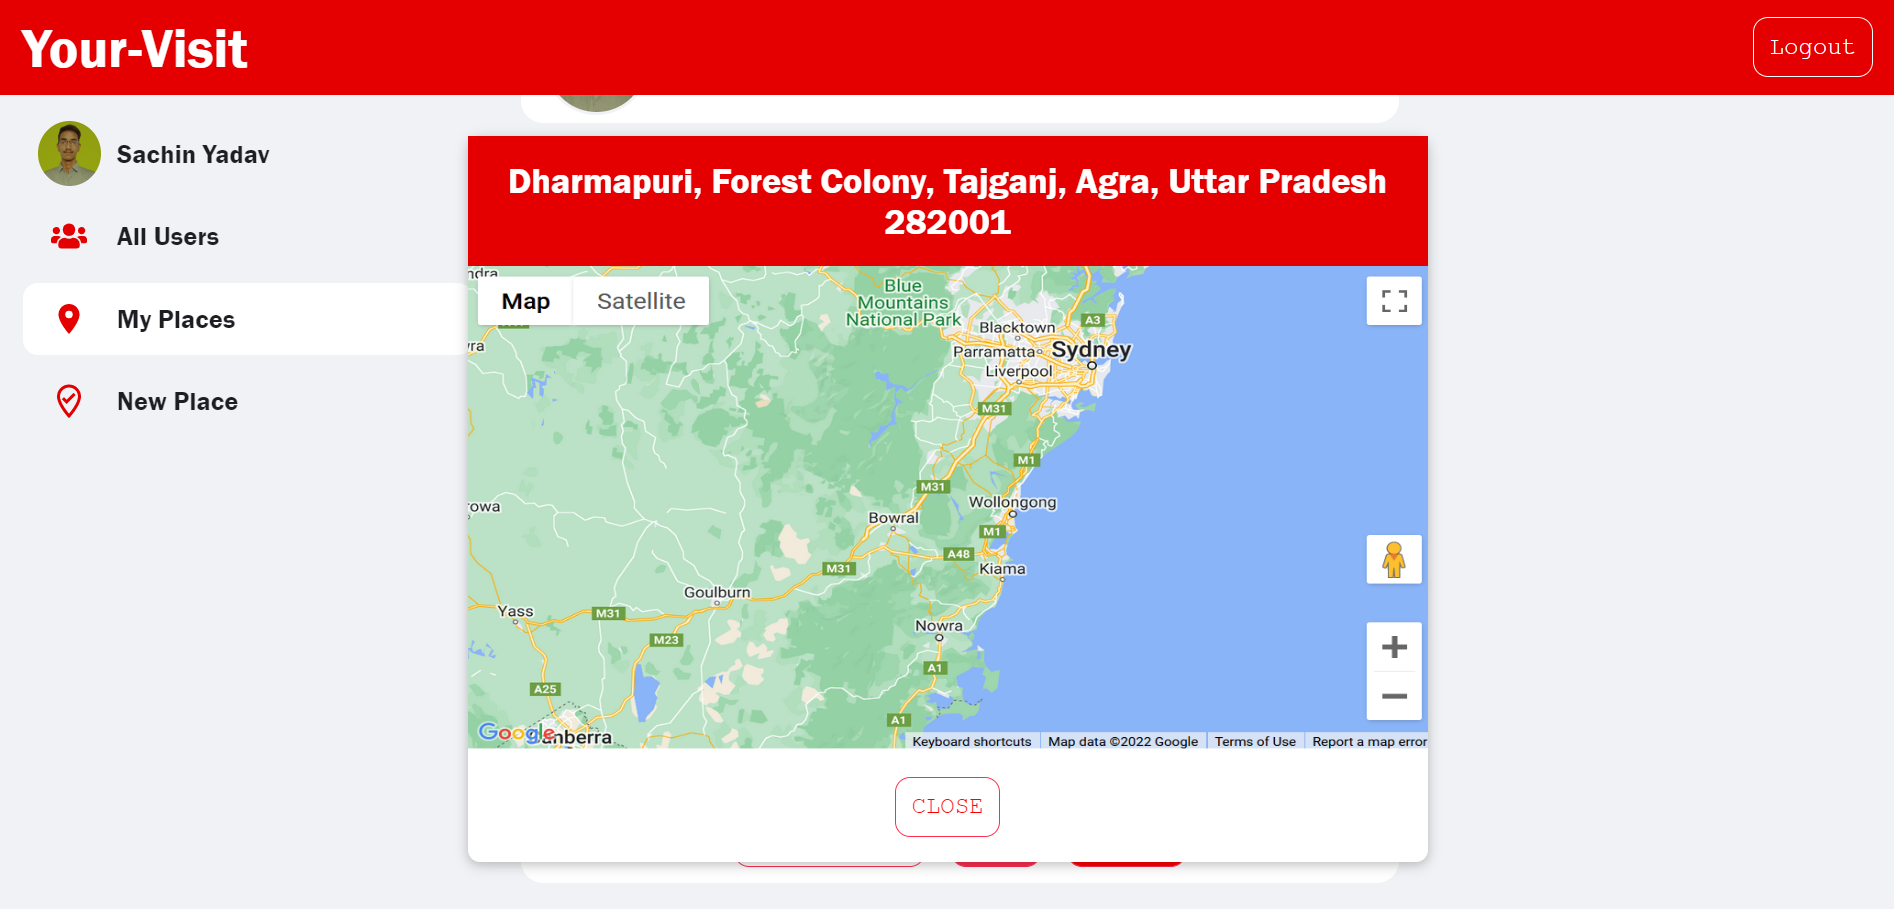 Your-Visit
Logout
Sachin Yadav
All Users
My Places
New Place
Dharmapuri, Forest Colony, Tajganj, Agra, Uttar Pradesh
282001
Map
Satellite
Blue
Mountains
National Park
Blacktown
A3
Parramatta
Sydney
Liverpool
M31
M1
M31
Wollongong
Bowral
M1
A48
M31
Kiama
Goulburn
Yass
M31
Nowra
M23
A1
A25
A1
Google
anberra
Keyboard shortcuts
Map data ©2022 Google
Terms of Use
Report a map error
CLOSE